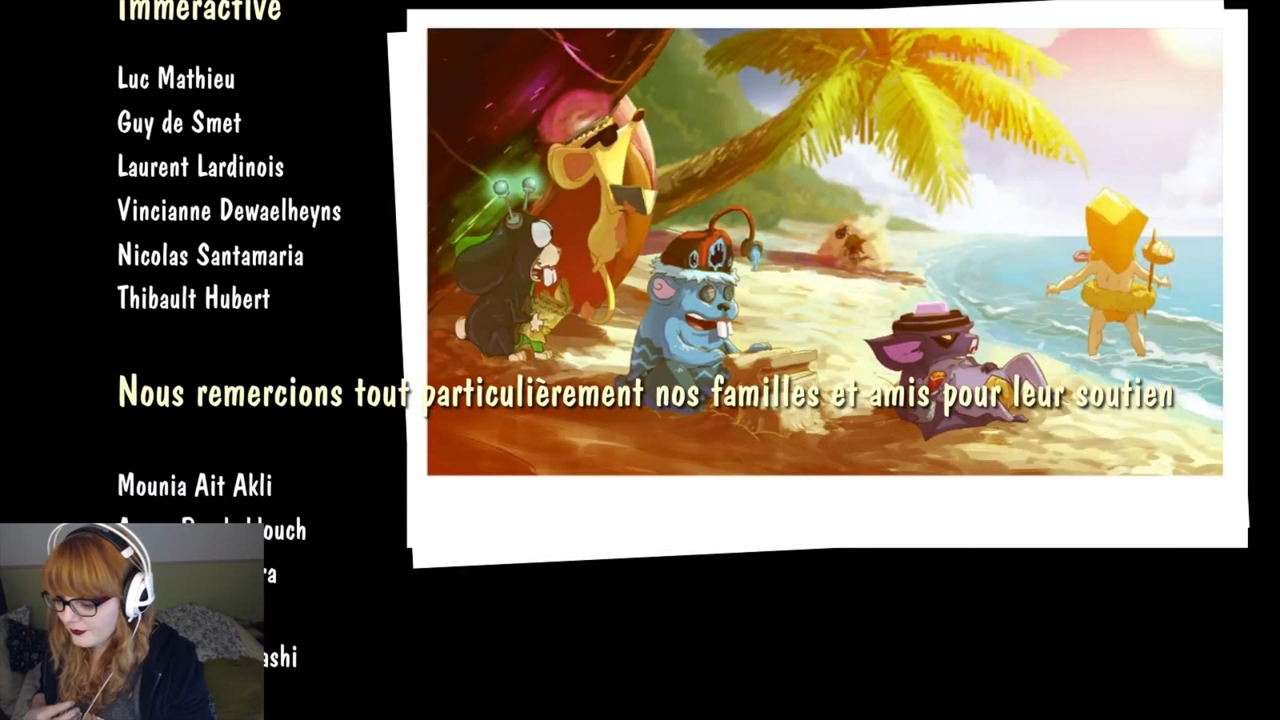 Immeractive
Luc Mathieu
Guy de Smet
Laurent Lardinois
Vincianne Dewaelheyns
Nicolas Santamaria
Thibault Hubert
Nous remercions tout particulièrement nos familles et amis pour leur soutien
Mounia Ait Akli